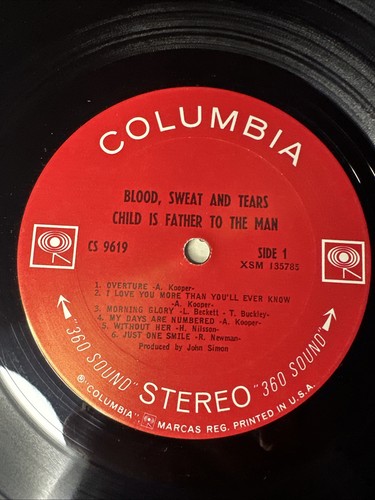 COLUMBIA
BLOOD, SWEAT AND TEARS
CHILD IS FATHER TO THE MAN
CS 9619
SIDE 1
XSM 135785
1. OVERTURE -A. Kooper-
2. I LOVE YOU MORE THAN YOU'LL EVER KNOW
-A. Kooper-
3. MORNING GLORY -L. Beckett - T. Buckley-
4. MY DAYS ARE NUMBERED -A. Kooper-
5. WITHOUT HER -H. Nilsson-
6. JUST ONE SMILE -R. Newman-
Produced by John Simon
"360 SOUND" STEREO "360 SOUND"
® "COLUMBIA", MARCAS REG. PRINTED IN U.S.A.